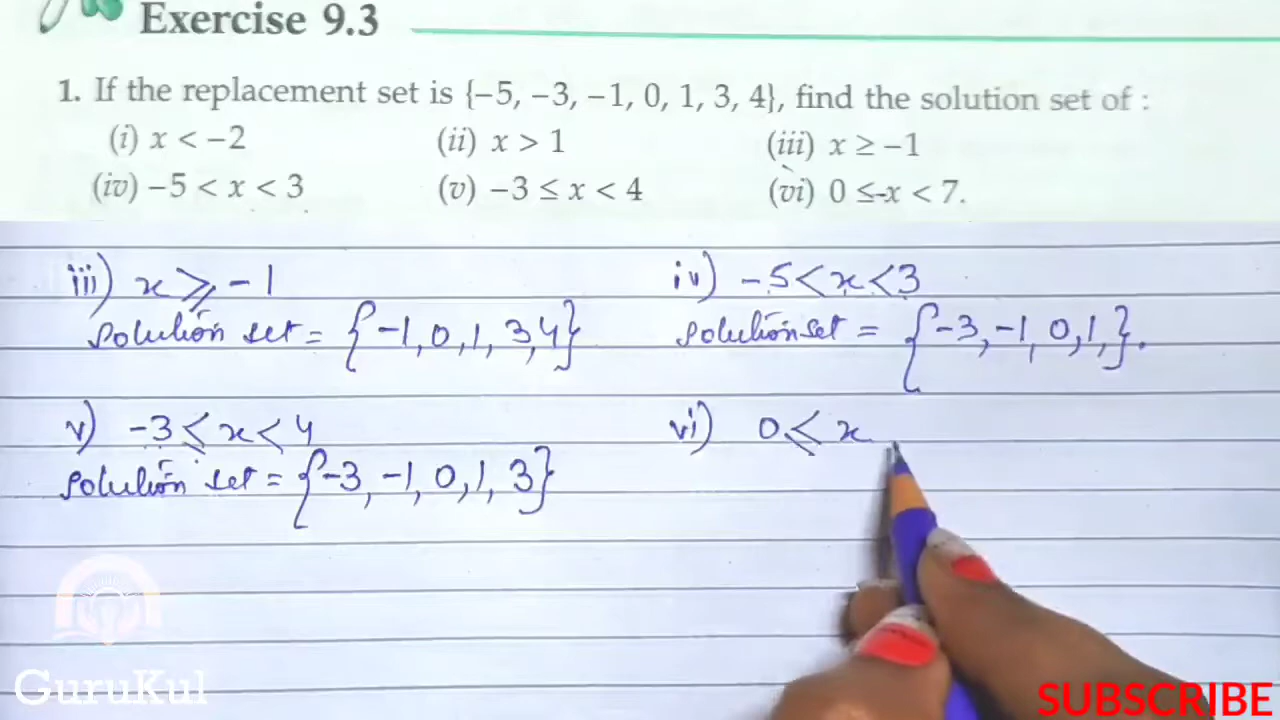 Exercise 9.3
1. If the replacement set is {−5, −3, −1, 0, 1, 3, 4}, find the solution set of :
(i) x < −2 (ii) x > 1 (iii) x ≥ −1
(iv) −5 < x < 3 (v) −3 ≤ x < 4 (vi) 0 ≤ x < 7.
iii) x ≥ −1
Solution set = {−1, 0, 1, 3, 4}
iv) −5 < x < 3
Solution set = {−3, −1, 0, 1, }.
v) −3 ≤ x < 4
Solution set = {−3, −1, 0, 1, 3}
vi) 0 ≤ x
GuruKul
SUBSCRIBE